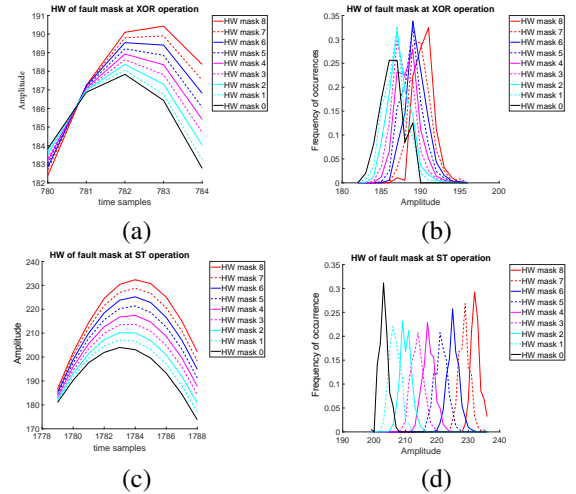 HW of fault mask at XOR operation
Amplitude
191
190
189
188
187
186
185
184
183
182
780
781
782
783
784
time samples
HW mask 8
HW mask 7
HW mask 6
HW mask 5
HW mask 4
HW mask 3
HW mask 2
HW mask 1
HW mask 0
(a)
HW of fault mask at XOR operation
Frequency of occurrences
0.35
0.3
0.25
0.2
0.15
0.1
0.05
0
180
185
190
195
200
Amplitude
HW mask 8
HW mask 7
HW mask 6
HW mask 5
HW mask 4
HW mask 3
HW mask 2
HW mask 1
HW mask 0
(b)
HW of fault mask at ST operation
Amplitude
240
230
220
210
200
190
180
170
1778
1780
1782
1784
1786
1788
time samples
HW mask 8
HW mask 7
HW mask 6
HW mask 5
HW mask 4
HW mask 3
HW mask 2
HW mask 1
HW mask 0
(c)
HW of fault mask at ST operation
Frequency of occurrence
0.35
0.3
0.25
0.2
0.15
0.1
0.05
0
190
200
210
220
230
240
Amplitude
HW mask 8
HW mask 7
HW mask 6
HW mask 5
HW mask 4
HW mask 3
HW mask 2
HW mask 1
HW mask 0
(d)